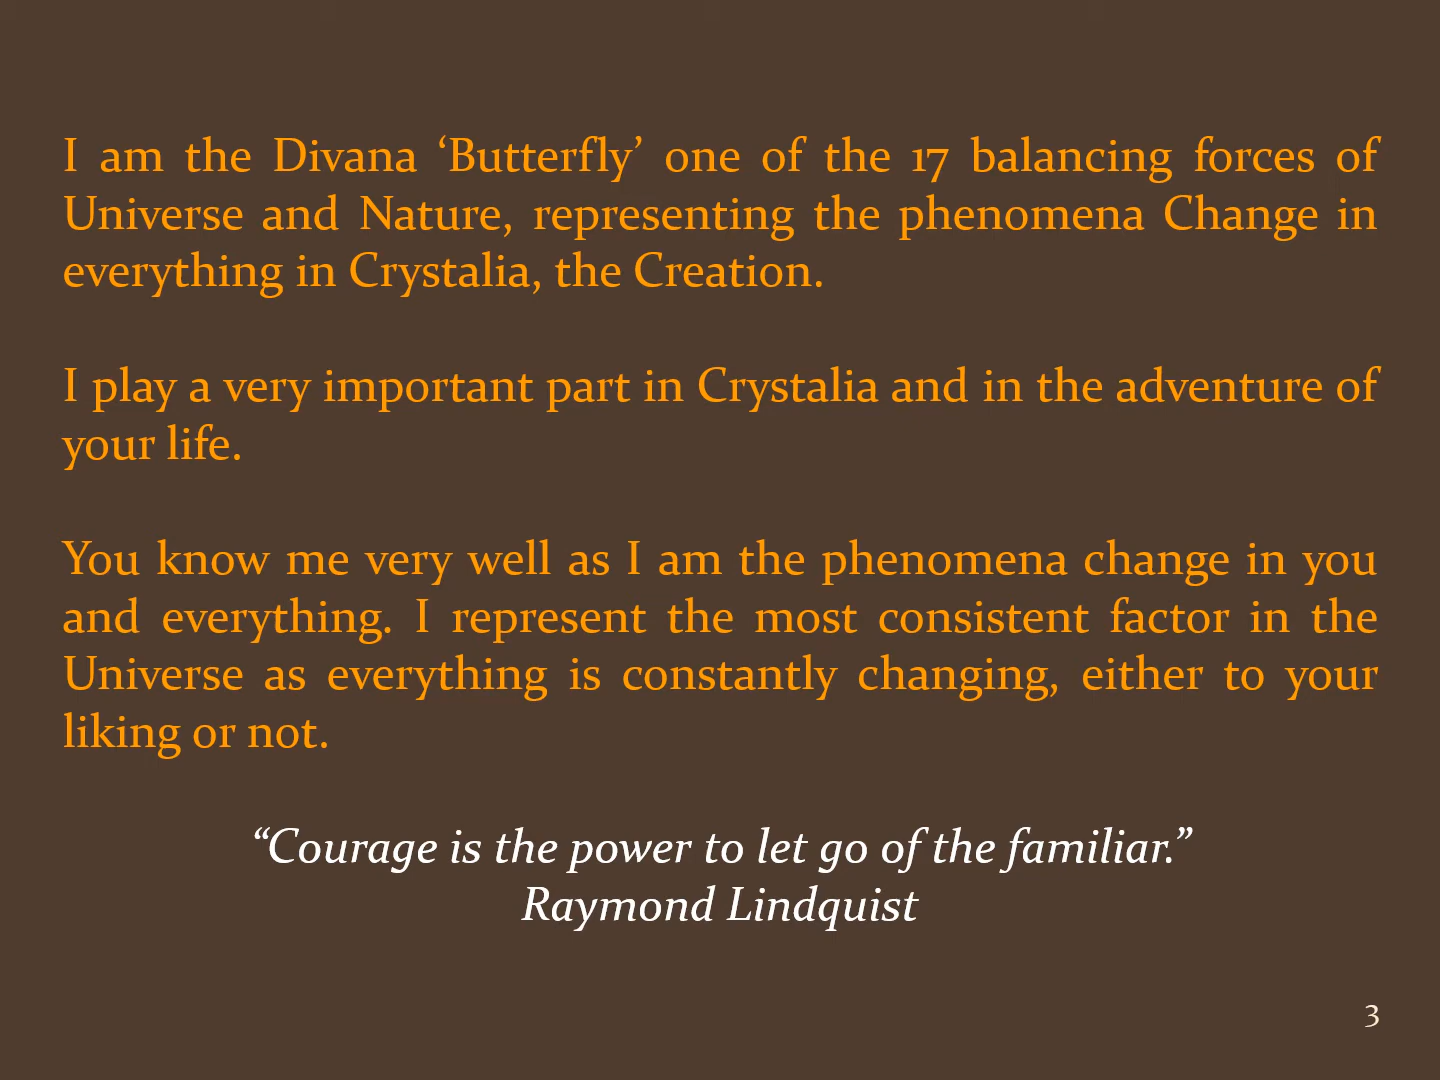 I am the Divana ‘Butterfly’ one of the 17 balancing forces of
Universe and Nature, representing the phenomena Change in
everything in Crystalia, the Creation.
I play a very important part in Crystalia and in the adventure of
your life.
You know me very well as I am the phenomena change in you
and everything. I represent the most consistent factor in the
Universe as everything is constantly changing, either to your
liking or not.
“Courage is the power to let go of the familiar.”
Raymond Lindquist
3